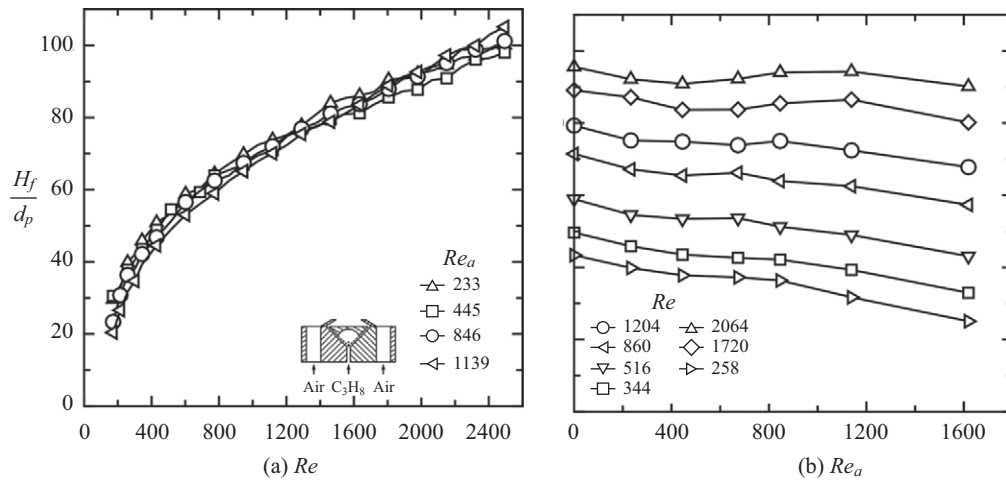 100
80
60
40
20
0
H_f
d_p
Re_a
233
445
846
1139
Air C₃H₈ Air
0 400 800 1200 1600 2000 2400
(a) Re
Re
1204 2064
860 1720
516 258
344
0 400 800 1200 1600
(b) Re_a